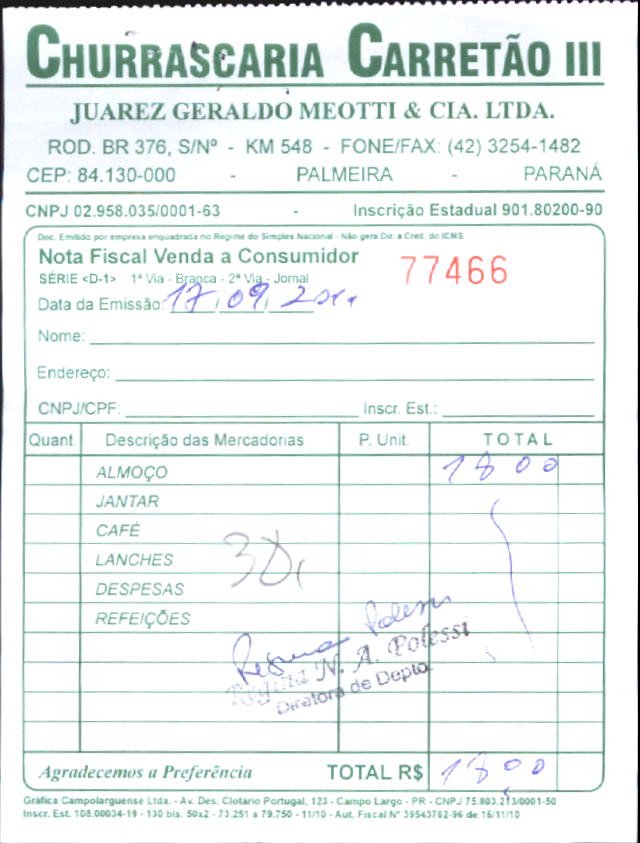 CHURRASCARIA CARRETÃO III
JUAREZ GERALDO MEOTTI & CIA. LTDA.
ROD. BR 376, S/Nº - KM 548 - FONE/FAX: (42) 3254-1482
CEP: 84.130-000 - PALMEIRA - PARANÁ
CNPJ 02.958.035/0001-63 - Inscrição Estadual 901.80200-90
Doc. Emitido por empresa enquadrada no Regime do Simples Nacional - Não gera Dir. a Cred. do ICMS
Nota Fiscal Venda a Consumidor 77466
SÉRIE <D-1> 1ª Via - Branca - 2ª Via - Jornal
Data da Emissão: 17, 09,
Nome:
Endereço:
CNPJ/CPF: Inscr. Est.:
Quant. Descrição das Mercadorias P. Unit. TOTAL
ALMOÇO 18 00
JANTAR
CAFÉ
LANCHES
DESPESAS
REFEIÇÕES
Regina Polessi
Regina N. A. Polessi
Diretora de Depto
Agradecemos a Preferência TOTAL R$ 18 00
Gráfica Campolarguense Ltda. - Av. Des. Clotário Portugal, 123 - Campo Largo - PR - CNPJ 75.803.213/0001-50
Inscr. Est. 108.00034-19 - 130 bls. 50x2 - 73.251 a 79.750 - 11/10 - Aut. Fiscal Nº 39543762-96 de 16/11/10